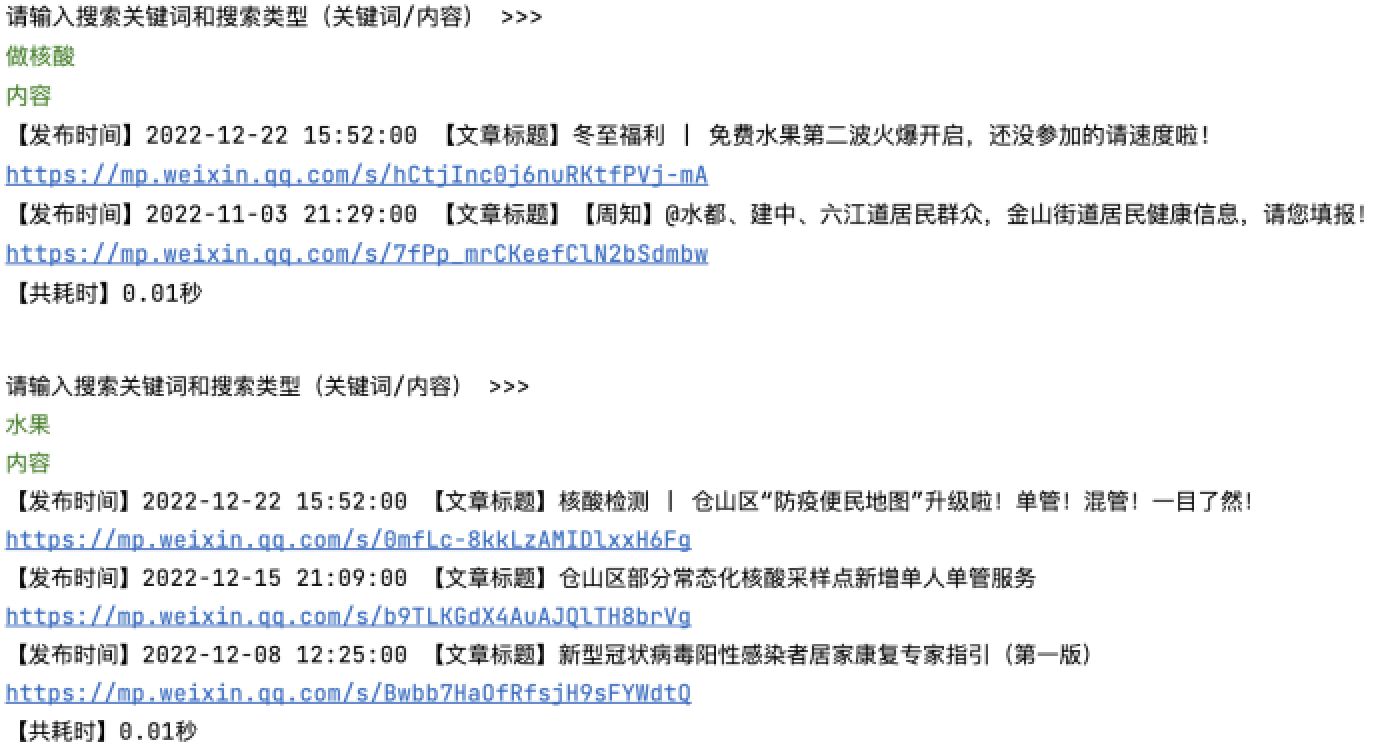 请输入搜索关键词和搜索类型（关键词/内容） >>>
做核酸
内容
【发布时间】2022-12-22 15:52:00 【文章标题】冬至福利 | 免费水果第二波火爆开启，还没参加的请速度啦！
https://mp.weixin.qq.com/s/hCtjInc0j6nuRKtfPVj-mA
【发布时间】2022-11-03 21:29:00 【文章标题】【周知】@水都、建中、六江道居民群众，金山街道居民健康信息，请您填报！
https://mp.weixin.qq.com/s/7fPp_mrCKeefClN2bSdmbw
【共耗时】0.01秒
请输入搜索关键词和搜索类型（关键词/内容） >>>
水果
内容
【发布时间】2022-12-22 15:52:00 【文章标题】核酸检测 | 仓山区“防疫便民地图”升级啦！单管！混管！一目了然！
https://mp.weixin.qq.com/s/0mfLc-8kkLzAMIDlxxH6Fg
【发布时间】2022-12-15 21:09:00 【文章标题】仓山区部分常态化核酸采样点新增单人单管服务
https://mp.weixin.qq.com/s/b9TLKGdX4AuAJQlTH8brVg
【发布时间】2022-12-08 12:25:00 【文章标题】新型冠状病毒阳性感染者居家康复专家指引（第一版）
https://mp.weixin.qq.com/s/Bwbb7HaOfRfsjH9sFYWdtQ
【共耗时】0.01秒